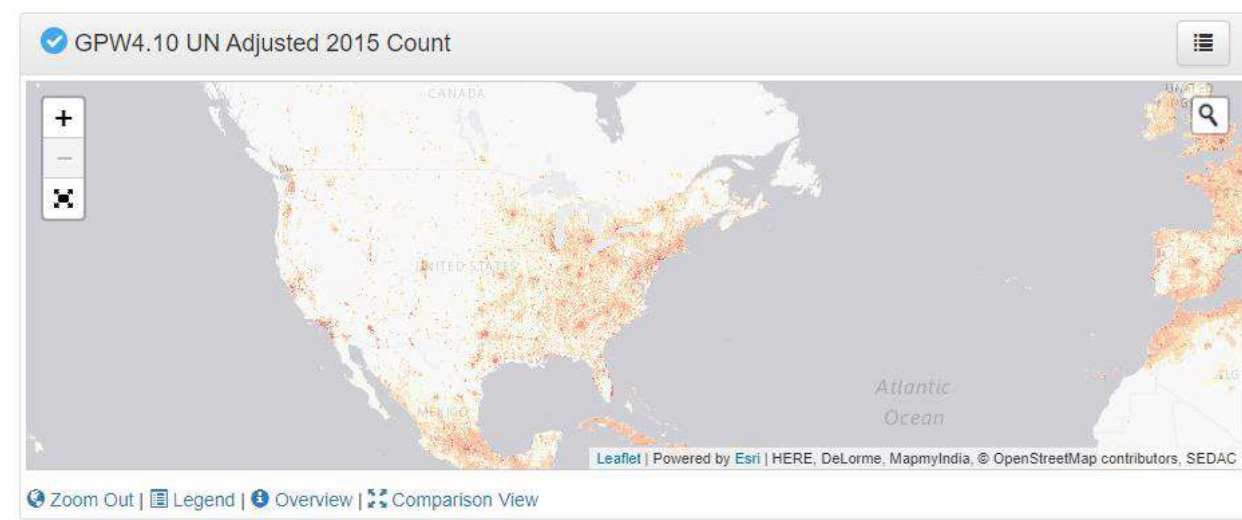 GPW4.10 UN Adjusted 2015 Count
+
CANADA
UNITED
−
UNITED STATES
Atlantic
Ocean
MEXICO
Leaflet | Powered by Esri | HERE, DeLorme, MapmyIndia, © OpenStreetMap contributors, SEDAC
Zoom Out | Legend | Overview | Comparison View